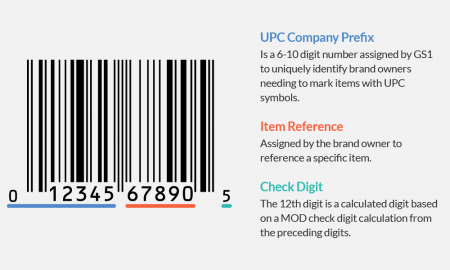 0 12345 67890 5
UPC Company Prefix
Is a 6-10 digit number assigned by GS1
to uniquely identify brand owners
needing to mark items with UPC
symbols.
Item Reference
Assigned by the brand owner to
reference a specific item.
Check Digit
The 12th digit is a calculated digit based
on a MOD check digit calculation from
the preceding digits.